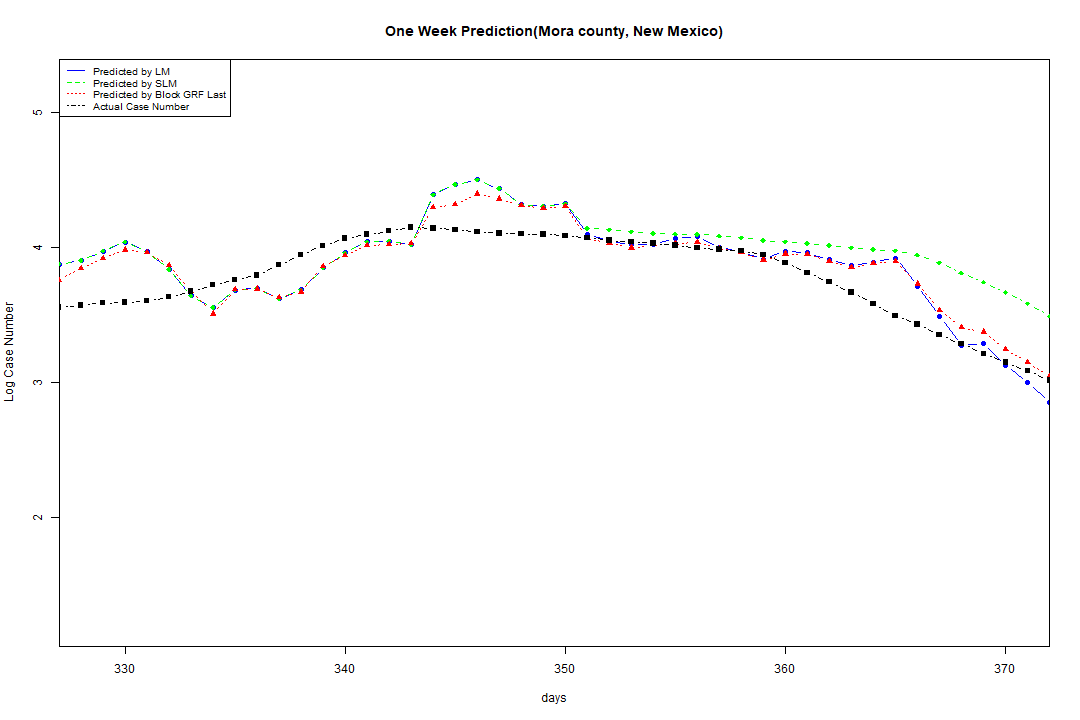 One Week Prediction(Mora county, New Mexico)
Predicted by LM
Predicted by SLM
Predicted by Block GRF Last
Actual Case Number
5
4
3
2
Log Case Number
330 340 350 360 370
days